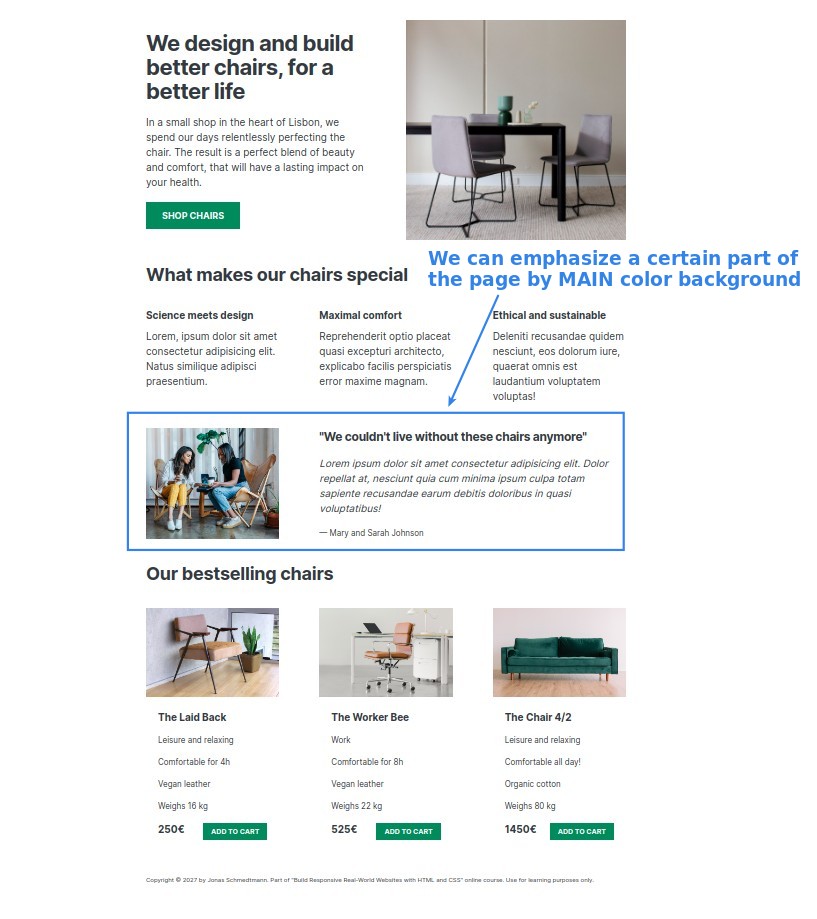 We design and build
better chairs, for a
better life
In a small shop in the heart of Lisbon, we
spend our days relentlessly perfecting the
chair. The result is a perfect blend of beauty
and comfort, that will have a lasting impact on
your health.
SHOP CHAIRS
We can emphasize a certain part of
the page by MAIN color background
What makes our chairs special
Science meets design
Lorem, ipsum dolor sit amet
consectetur adipisicing elit.
Natus similique adipisci
praesentium.
Maximal comfort
Reprehenderit optio placeat
quasi excepturi architecto,
explicabo facilis perspiciatis
error maxime magnam.
Ethical and sustainable
Deleniti recusandae quidem
nesciunt, eos dolorum iure,
quaerat omnis est
laudantium voluptatem
voluptas!
"We couldn't live without these chairs anymore"
Lorem ipsum dolor sit amet consectetur adipisicing elit. Dolor
repellat at, nesciunt quia cum minima ipsum culpa totam
sapiente recusandae earum debitis doloribus in quasi
voluptatibus!
— Mary and Sarah Johnson
Our bestselling chairs
The Laid Back
Leisure and relaxing
Comfortable for 4h
Vegan leather
Weighs 16 kg
250€ ADD TO CART
The Worker Bee
Work
Comfortable for 8h
Vegan leather
Weighs 22 kg
525€ ADD TO CART
The Chair 4/2
Leisure and relaxing
Comfortable all day!
Organic cotton
Weighs 80 kg
1450€ ADD TO CART
Copyright © 2027 by Jonas Schmedtmann. Part of "Build Responsive Real-World Websites with HTML and CSS" online course. Use for learning purposes only.